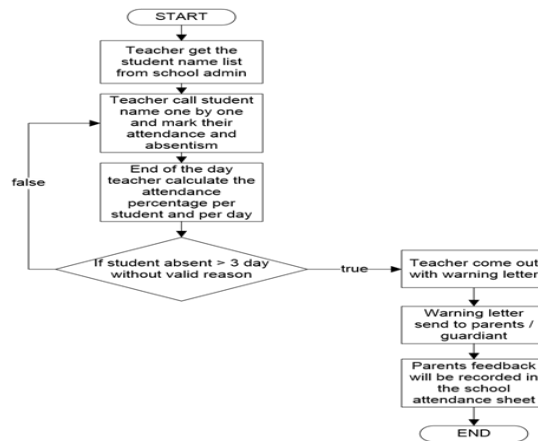 START
Teacher get the
student name list
from school admin
Teacher call student
name one by one
and mark their
attendance and
absentism
false
End of the day
teacher calculate the
attendance
percentage per
student and per day
If student absent > 3 day
without valid reason
true
Teacher come out
with warning letter
Warning letter
send to parents /
guardiant
Parents feedback
will be recorded in
the school
attendance sheet
END